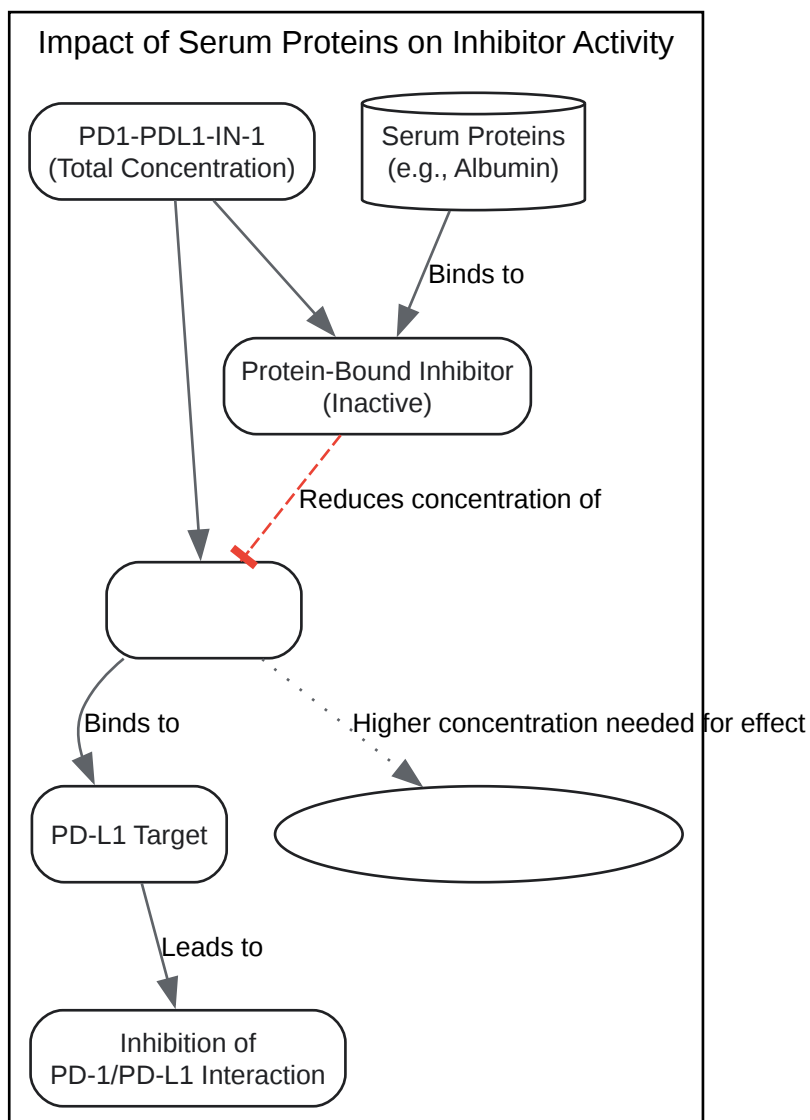 Impact of Serum Proteins on Inhibitor Activity
PD1-PDL1-IN-1
(Total Concentration)
Serum Proteins
(e.g., Albumin)
Binds to
Protein-Bound Inhibitor
(Inactive)
Reduces concentration of
Binds to
Higher concentration needed for effect
PD-L1 Target
Leads to
Inhibition of
PD-1/PD-L1 Interaction